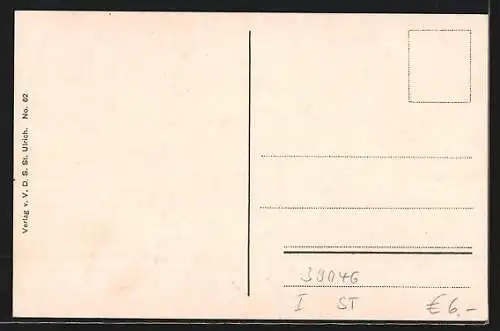 Verlag v. V. D. S. St. Ulrich. No. 62
39046
I ST
€ 6.-